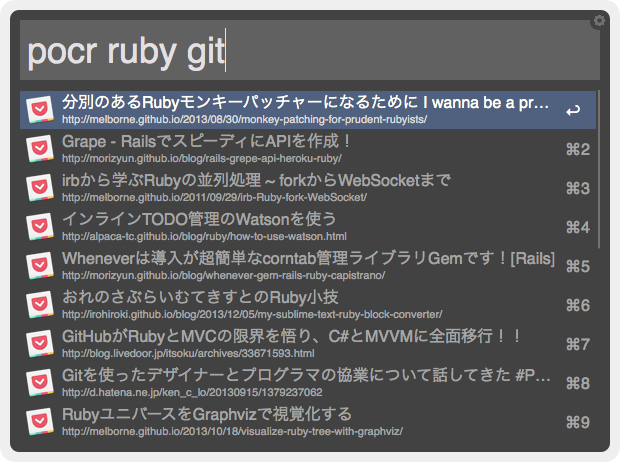 pocr ruby git
分別のあるRubyモンキーパッチャーになるために I wanna be a pr…
http://melborne.github.io/2013/08/30/monkey-patching-for-prudent-rubyists/
Grape - RailsでスピーディにAPIを作成！
http://morizyun.github.io/blog/rails-grepe-api-heroku-ruby/
⌘2
irbから学ぶRubyの並列処理 ~ forkからWebSocketまで
http://melborne.github.io/2011/09/29/irb-Ruby-fork-WebSocket/
⌘3
インラインTODO管理のWatsonを使う
http://alpaca-tc.github.io/blog/ruby/how-to-use-watson.html
⌘4
Wheneverは導入が超簡単なcorntab管理ライブラリGemです！[Rails]
http://morizyun.github.io/blog/whenever-gem-rails-ruby-capistrano/
⌘5
おれのさぶらいむてきすとのRuby小技
http://irohiroki.github.io/blog/2013/12/05/my-sublime-text-ruby-block-converter/
⌘6
GitHubがRubyとMVCの限界を悟り、C#とMVVMに全面移行！！
http://blog.livedoor.jp/itsoku/archives/33671593.html
⌘7
Gitを使ったデザイナーとプログラマの協業について話してきた #P…
http://d.hatena.ne.jp/ken_c_lo/20130915/1379237062
⌘8
RubyユニバースをGraphvizで視覚化する
http://melborne.github.io/2013/10/18/visualize-ruby-tree-with-graphviz/
⌘9